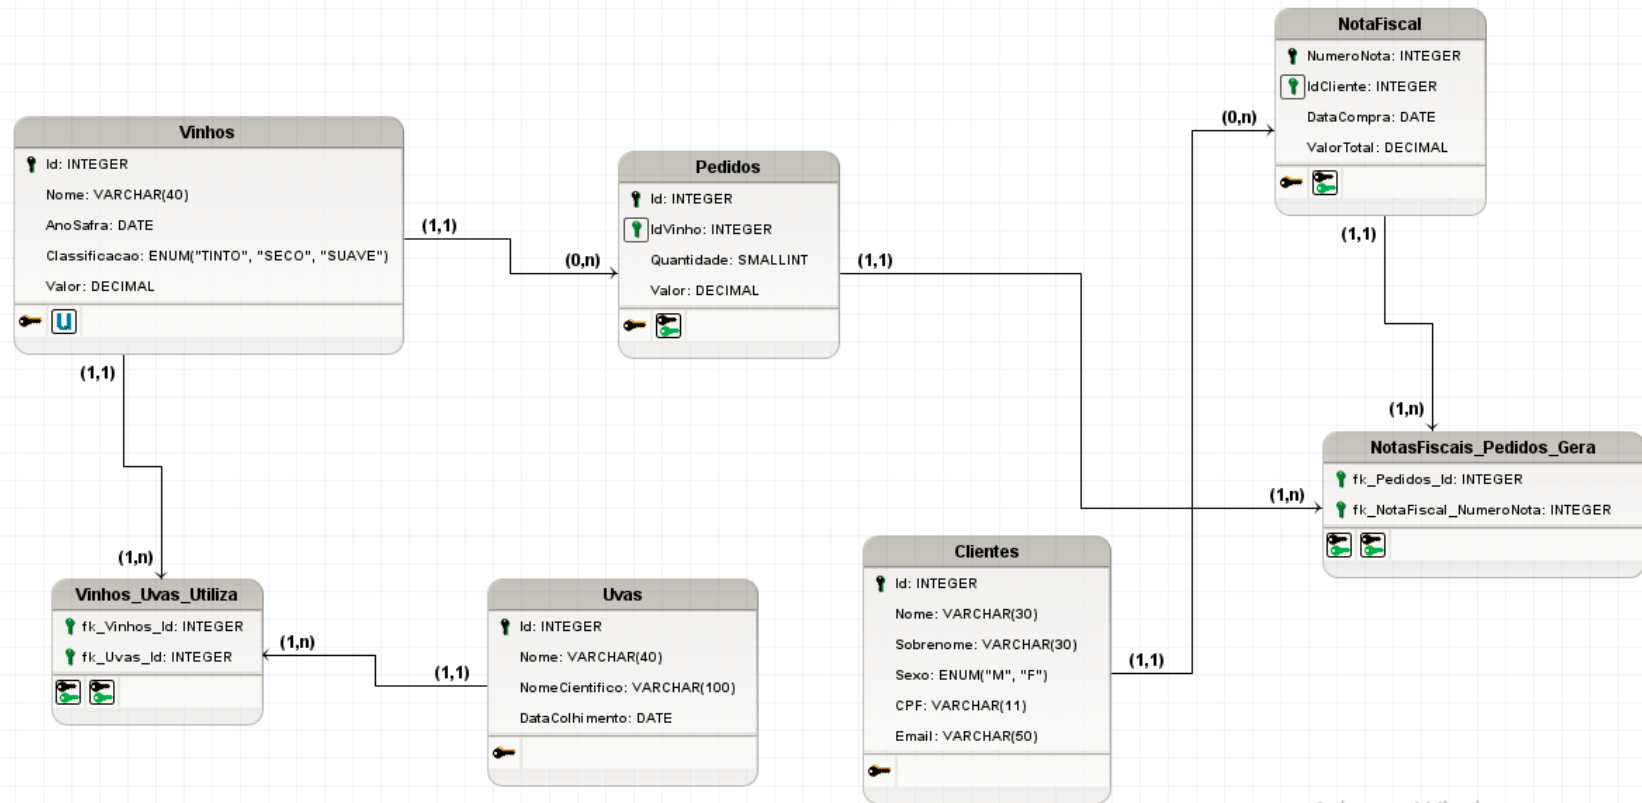 NotaFiscal
NumeroNota: INTEGER
IdCliente: INTEGER
DataCompra: DATE
ValorTotal: DECIMAL
(0,n)
(1,1)
Vinhos
Id: INTEGER
Nome: VARCHAR(40)
AnoSafra: DATE
Classificacao: ENUM("TINTO", "SECO", "SUAVE")
Valor: DECIMAL
U
(1,1)
(0,n)
(1,1)
Pedidos
Id: INTEGER
IdVinho: INTEGER
Quantidade: SMALLINT
Valor: DECIMAL
(1,1)
(1,n)
(1,n)
NotasFiscais_Pedidos_Gera
fk_Pedidos_Id: INTEGER
fk_NotaFiscal_NumeroNota: INTEGER
(1,n)
Vinhos_Uvas_Utiliza
fk_Vinhos_Id: INTEGER
fk_Uvas_Id: INTEGER
(1,n)
(1,1)
Uvas
Id: INTEGER
Nome: VARCHAR(40)
NomeCientifico: VARCHAR(100)
DataColhimento: DATE
Clientes
Id: INTEGER
Nome: VARCHAR(30)
Sobrenome: VARCHAR(30)
Sexo: ENUM("M", "F")
CPF: VARCHAR(11)
Email: VARCHAR(50)
(1,1)